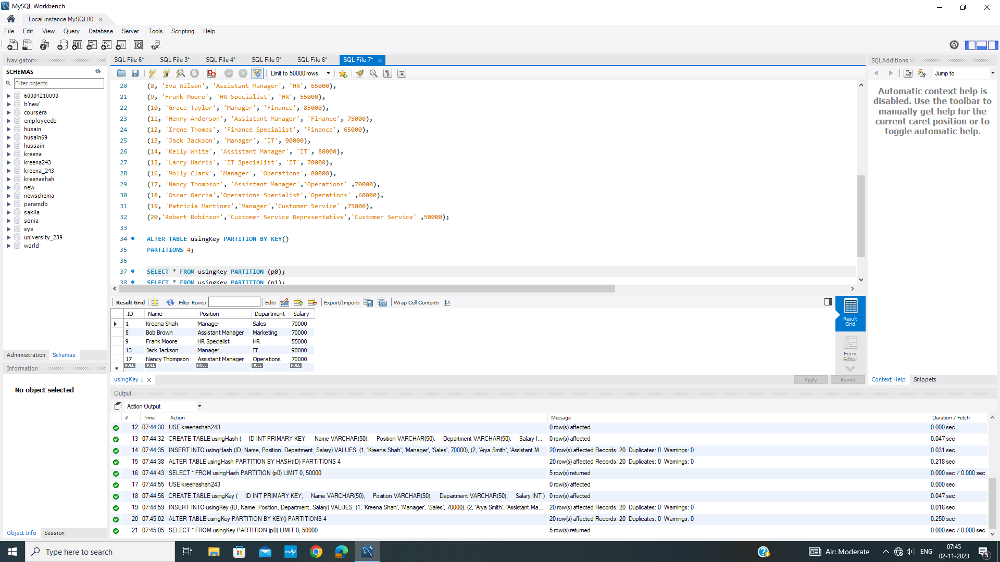 MySQL Workbench
Local instance MySQL80
File Edit View Query Database Server Tools Scripting Help
Navigator
SCHEMAS
Filter objects
60004210090
b'new'
coursera
employeedb
husain
husain69
hussain
kreena
kreena243
kreena_243
kreenashah
new
newschema
paramdb
sakila
sonia
sys
university_239
world
Administration Schemas
Information
No object selected
Object Info Session
SQL File 6* SQL File 3* SQL File 4* SQL File 5* SQL File 6* SQL File 7*
Limit to 50000 rows
20 (8, 'Eva Wilson', 'Assistant Manager', 'HR', 65000),
21 (9, 'Frank Moore', 'HR Specialist', 'HR', 55000),
22 (10, 'Grace Taylor', 'Manager', 'Finance', 85000),
23 (11, 'Henry Anderson', 'Assistant Manager', 'Finance', 75000),
24 (12, 'Irene Thomas', 'Finance Specialist', 'Finance', 65000),
25 (13, 'Jack Jackson', 'Manager', 'IT', 90000),
26 (14, 'Kelly White', 'Assistant Manager', 'IT', 80000),
27 (15, 'Larry Harris', 'IT Specialist', 'IT', 70000),
28 (16, 'Molly Clark', 'Manager', 'Operations', 80000),
29 (17, 'Nancy Thompson', 'Assistant Manager','Operations' ,70000),
30 (18, 'Oscar Garcia','Operations Specialist','Operations' ,60000),
31 (19, 'Patricia Martinez','Manager','Customer Service' ,75000),
32 (20,'Robert Robinson','Customer Service Representative','Customer Service' ,50000);
33
34 ALTER TABLE usingKey PARTITION BY KEY()
35 PARTITIONS 4;
36
37 SELECT * FROM usingKey PARTITION (p0);
38 SELECT * FROM usingKey PARTITION (p1);
Result Grid Filter Rows: Edit: Export/Import: Wrap Cell Content:
ID Name Position Department Salary
1 Kreena Shah Manager Sales 70000
5 Bob Brown Assistant Manager Marketing 70000
9 Frank Moore HR Specialist HR 55000
13 Jack Jackson Manager IT 90000
17 Nancy Thompson Assistant Manager Operations 70000
NULL NULL NULL NULL NULL
Result
Grid
Form
Editor
usingKey 1
Apply Revert
SQLAdditions
Jump to
Automatic context help is
disabled. Use the toolbar to
manually get help for the
current caret position or to
toggle automatic help.
Context Help Snippets
Output
Action Output
# Time Action Message Duration / Fetch
12 07:44:30 USE kreenashah243 0 row(s) affected 0.000 sec
13 07:44:32 CREATE TABLE usingHash ( ID INT PRIMARY KEY, Name VARCHAR(50), Position VARCHAR(50), Department VARCHAR(50), Salary I... 0 row(s) affected 0.047 sec
14 07:44:35 INSERT INTO usingHash (ID, Name, Position, Department, Salary) VALUES (1, 'Kreena Shah', 'Manager', 'Sales', 70000), (2, 'Arya Smith', 'Assistant M... 20 row(s) affected Records: 20 Duplicates: 0 Warnings: 0 0.031 sec
15 07:44:38 ALTER TABLE usingHash PARTITION BY HASH(ID) PARTITIONS 4 20 row(s) affected Records: 20 Duplicates: 0 Warnings: 0 0.218 sec
16 07:44:43 SELECT * FROM usingHash PARTITION (p0) LIMIT 0, 50000 5 row(s) returned 0.000 sec / 0.000 sec
17 07:44:55 USE kreenashah243 0 row(s) affected 0.000 sec
18 07:44:56 CREATE TABLE usingKey ( ID INT PRIMARY KEY, Name VARCHAR(50), Position VARCHAR(50), Department VARCHAR(50), Salary INT ) 0 row(s) affected 0.047 sec
19 07:44:59 INSERT INTO usingKey (ID, Name, Position, Department, Salary) VALUES (1, 'Kreena Shah', 'Manager', 'Sales', 70000), (2, 'Arya Smith', 'Assistant Ma... 20 row(s) affected Records: 20 Duplicates: 0 Warnings: 0 0.016 sec
20 07:45:02 ALTER TABLE usingKey PARTITION BY KEY() PARTITIONS 4 20 row(s) affected Records: 20 Duplicates: 0 Warnings: 0 0.250 sec
21 07:45:05 SELECT * FROM usingKey PARTITION (p0) LIMIT 0, 50000 5 row(s) returned 0.000 sec / 0.000 sec
Type here to search
myhp
Air: Moderate
ENG
07:45
02-11-2023
5